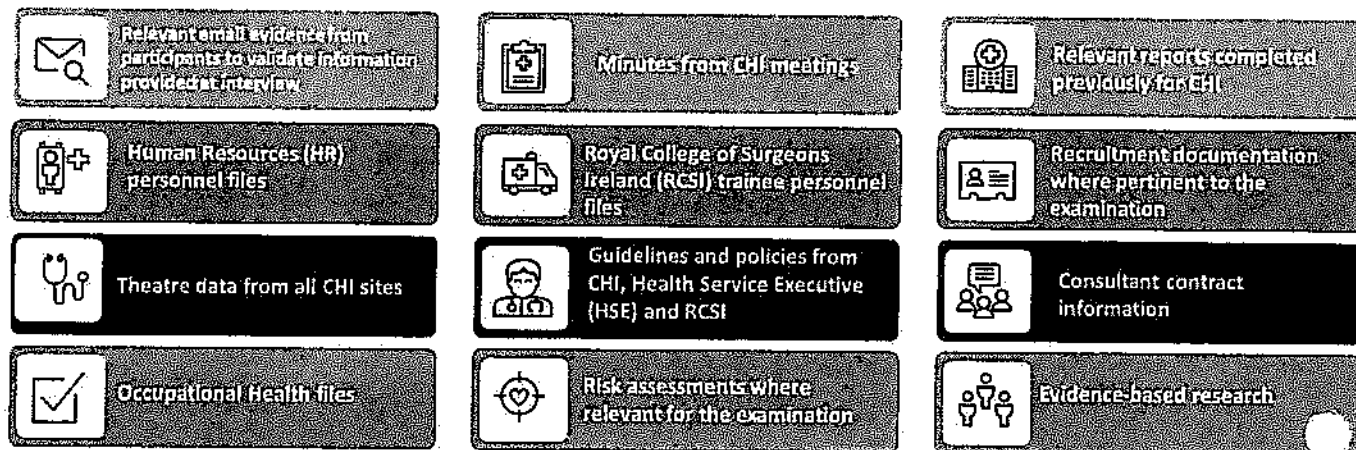 Relevant email evidence from
participants to validate information
provided at interview
Minutes from CHI meetings
Relevant reports completed
previously for CHI
Human Resources (HR)
personnel files
Royal College of Surgeons
Ireland (RCSI) trainee personnel
files
Recruitment documentation
where pertinent to the
examination
Theatre data from all CHI sites
Guidelines and policies from
CHI, Health Service Executive
(HSE) and RCSI
Consultant contract
information
Occupational Health files
Risk assessments where
relevant for the examination
Evidence-based research